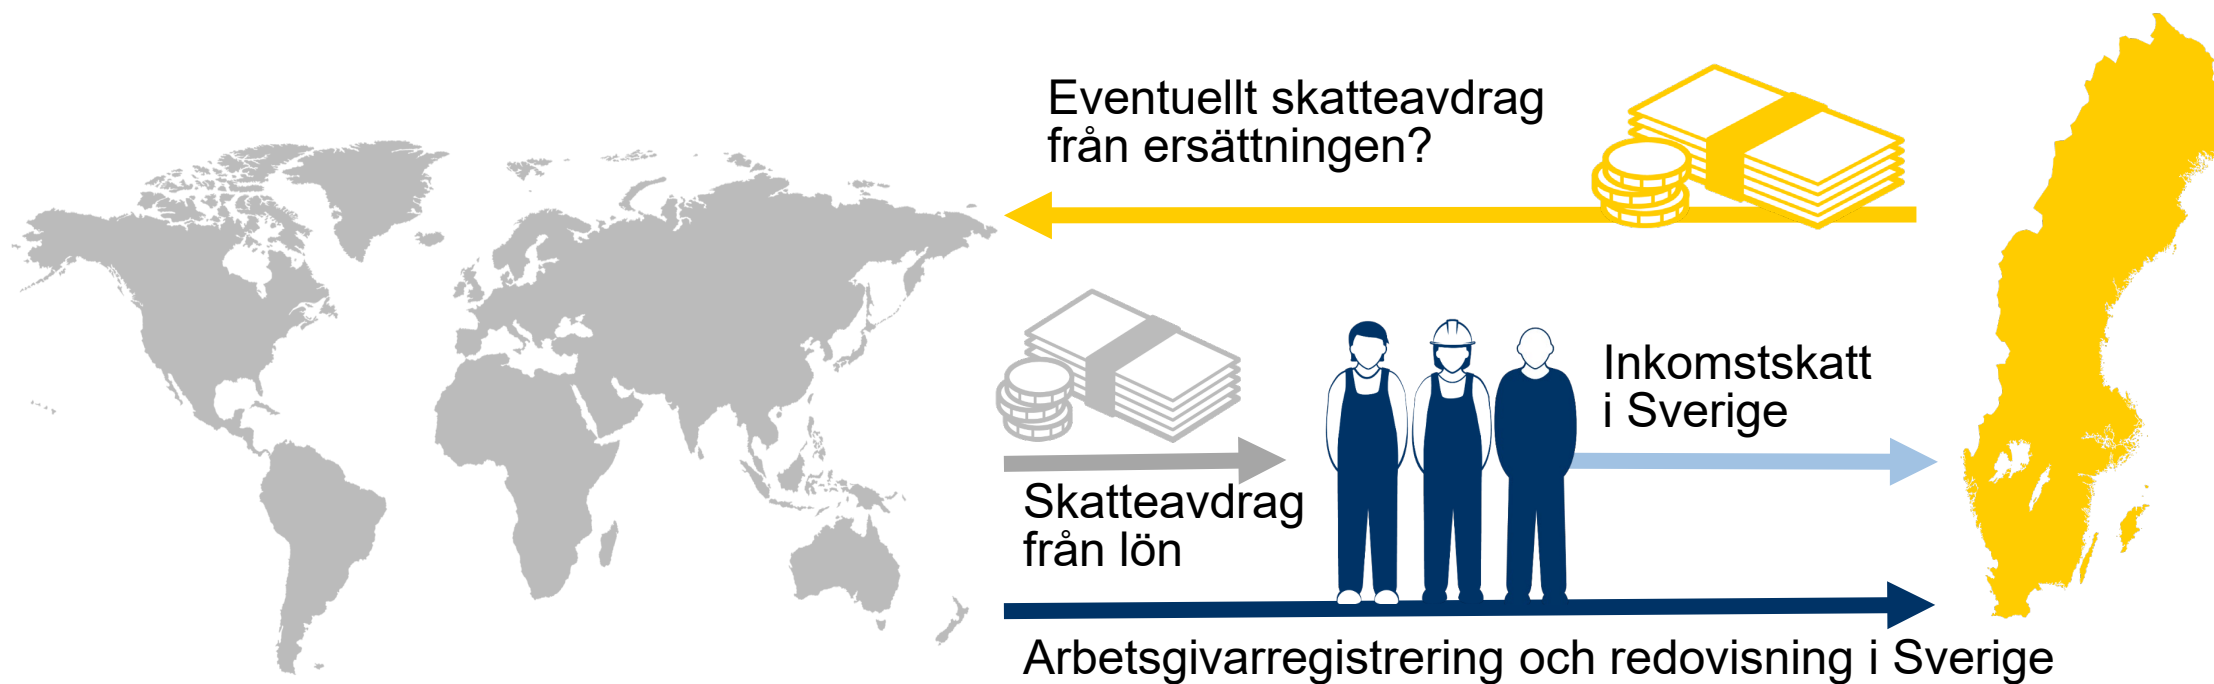 Eventuellt skatteavdrag
från ersättningen?
Inkomstskatt
i Sverige
Skatteavdrag
från lön
Arbetsgivarregistrering och redovisning i Sverige